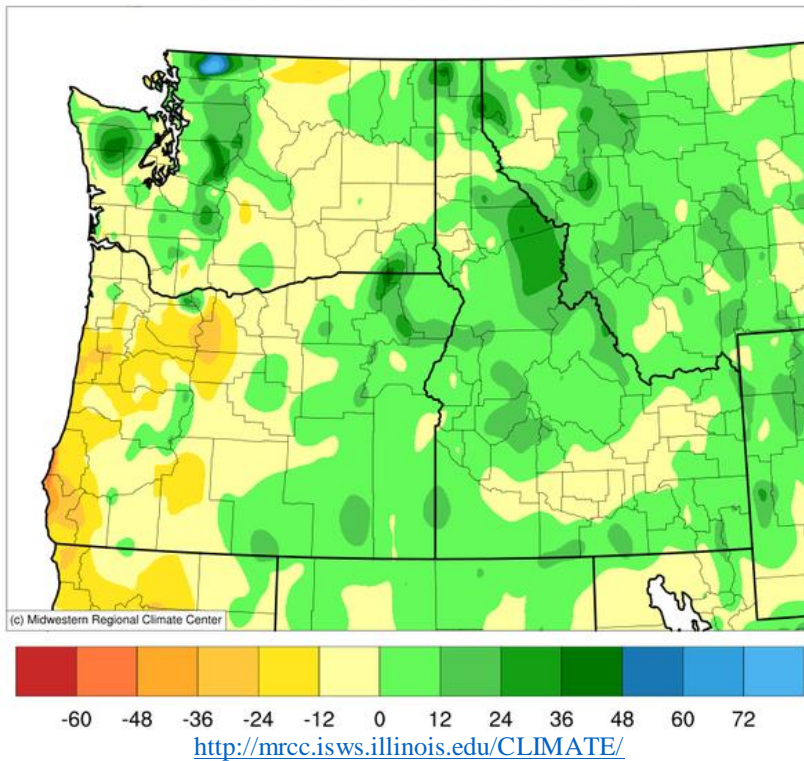 (c) Midwestern Regional Climate Center
-60 -48 -36 -24 -12 0 12 24 36 48 60 72
http://mrcc.isws.illinois.edu/CLIMATE/